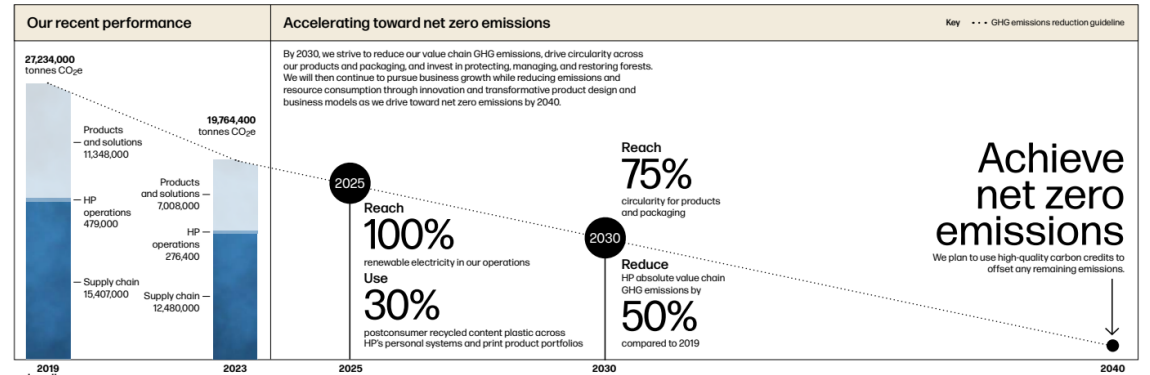 Our recent performance
Accelerating toward net zero emissions
Key
GHG emissions reduction guideline
27,234,000
tonnes CO2e
19,764,400
tonnes CO2e
Products
and solutions
11,348,000
HP
operations
479,000
Supply chain
15,407,000
Products
and solutions
7,008,000
HP
operations
276,400
Supply chain
12,480,000
2019
2023
By 2030, we strive to reduce our value chain GHG emissions, drive circularity across
our products and packaging, and invest in protecting, managing, and restoring forests.
We will then continue to pursue business growth while reducing emissions and
resource consumption through innovation and transformative product design and
business models as we drive toward net zero emissions by 2040.
2025
Reach
100%
renewable electricity in our operations
Use
30%
postconsumer recycled content plastic across
HP's personal systems and print product portfolios
2025
Reach
75%
circularity for products
and packaging
2030
Reduce
HP absolute value chain
GHG emissions by
50%
compared to 2019
2030
Achieve
net zero
emissions
We plan to use high-quality carbon credits to
offset any remaining emissions.
2040